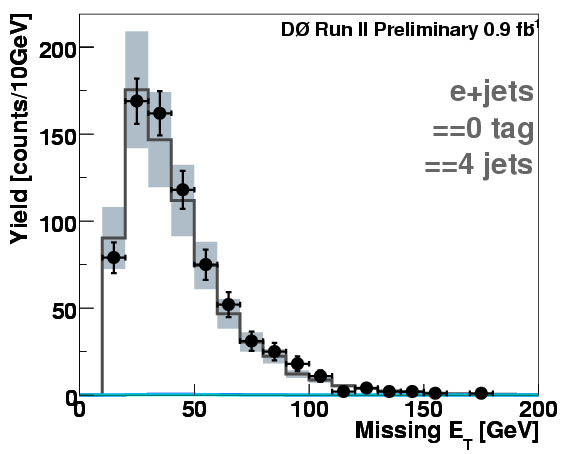 DØ Run II Preliminary 0.9 fb⁻¹
e+jets
==0 tag
==4 jets
Yield [counts/10GeV]
200
150
100
50
0
0 50 100 150 200
Missing E_T [GeV]